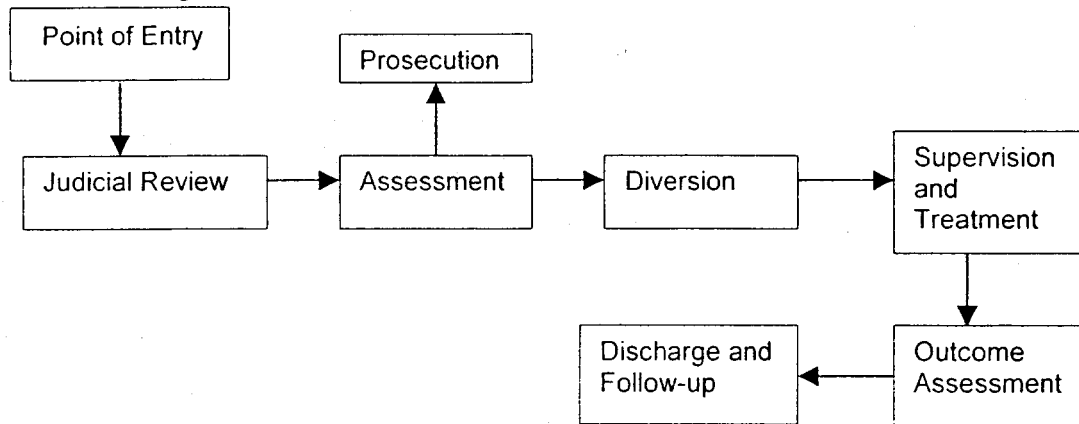 Point of Entry
Prosecution
Judicial Review
Assessment
Diversion
Supervision
and
Treatment
Discharge and
Follow-up
Outcome
Assessment